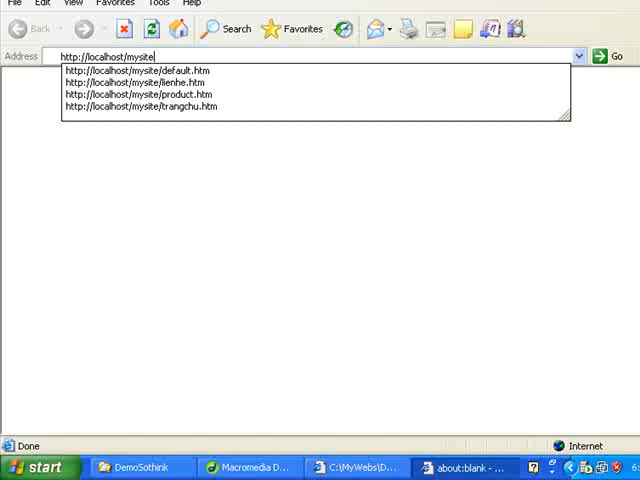 File Edit View Favorites Tools Help
Back Search Favorites
Address http://localhost/mysite Go
http://localhost/mysite/default.htm
http://localhost/mysite/lienhe.htm
http://localhost/mysite/product.htm
http://localhost/mysite/trangchu.htm
Done Internet
start DemoSothink Macromedia D... C:\MyWebs\D... about:blank - ... 6: